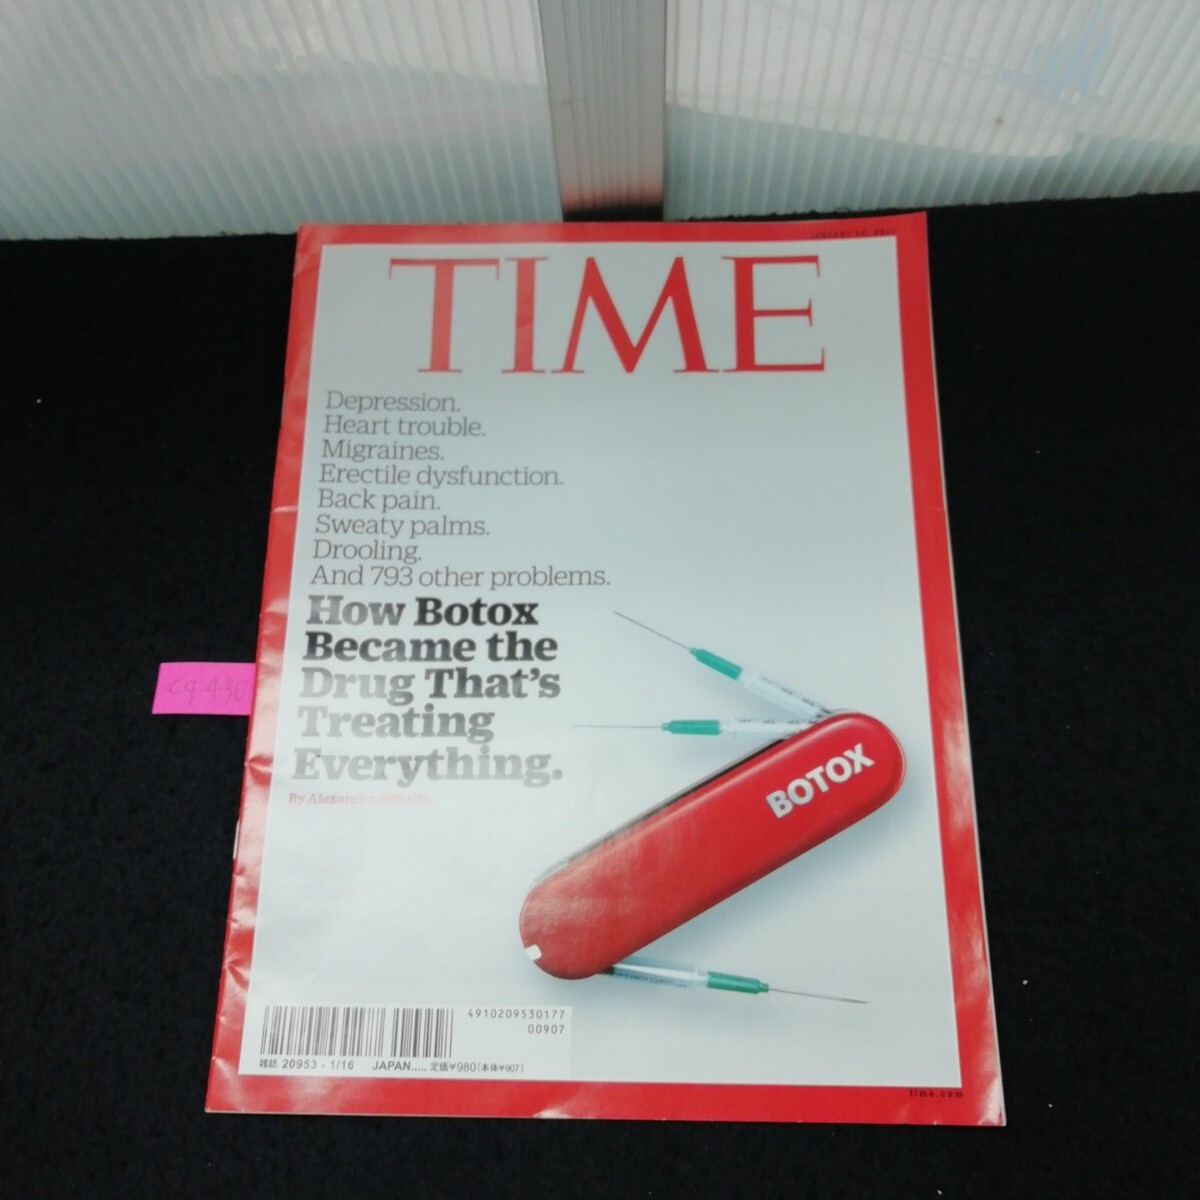 TIME
Depression.
Heart trouble.
Migraines.
Erectile dysfunction.
Back pain.
Sweaty palms.
Drooling.
And 793 other problems.
How Botox
Became the
Drug That's
Treating
Everything.
By Alexandra
BOTOX
4910209530177
00907
雑誌 20953 - 1/16 JAPAN..... 定価¥980(本体¥907)
time.com